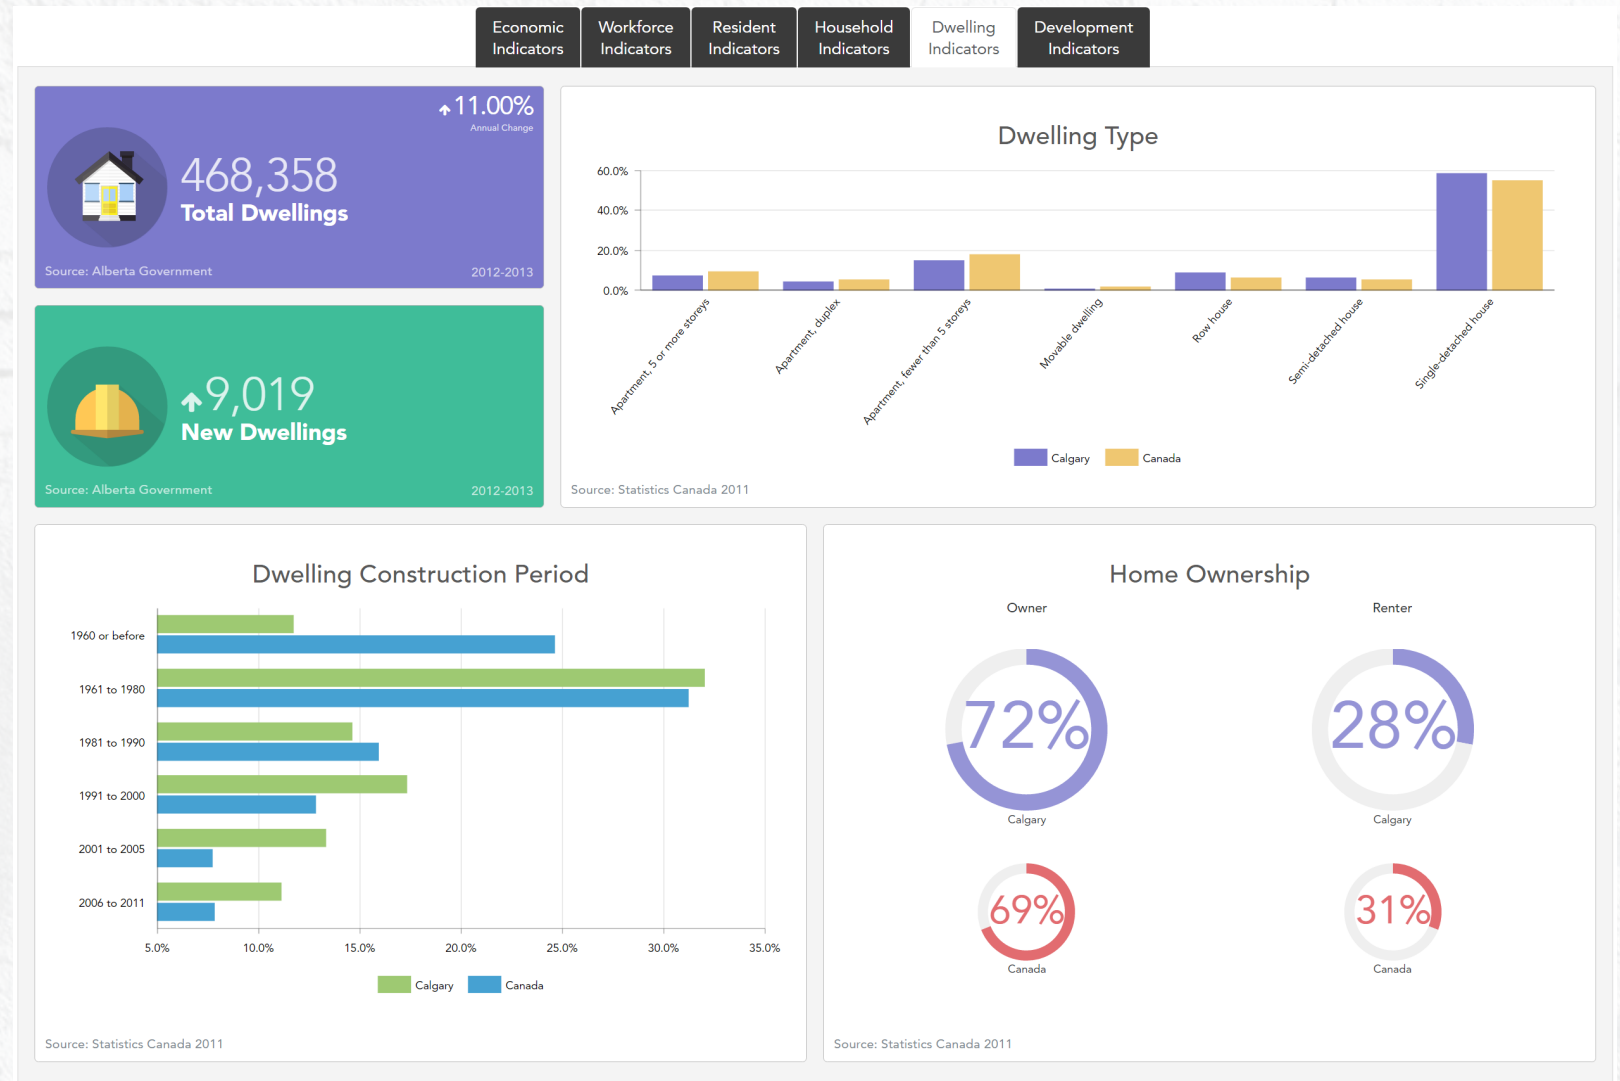 Economic
Indicators
Workforce
Indicators
Resident
Indicators
Household
Indicators
Dwelling
Indicators
Development
Indicators
11.00%
Annual Change
468,358
Total Dwellings
Source: Alberta Government
2012-2013
9,019
New Dwellings
Source: Alberta Government
2012-2013
Dwelling Type
60.0%
40.0%
20.0%
0.0%
Apartment, 5 or more storeys
Apartment, duplex
Apartment, fewer than 5 storeys
Movable dwelling
Row house
Semi-detached house
Single-detached house
Calgary
Canada
Source: Statistics Canada 2011
Dwelling Construction Period
1960 or before
1961 to 1980
1981 to 1990
1991 to 2000
2001 to 2005
2006 to 2011
5.0%
10.0%
15.0%
20.0%
25.0%
30.0%
35.0%
Calgary
Canada
Source: Statistics Canada 2011
Home Ownership
Owner
Renter
72%
28%
Calgary
Calgary
69%
31%
Canada
Canada
Source: Statistics Canada 2011